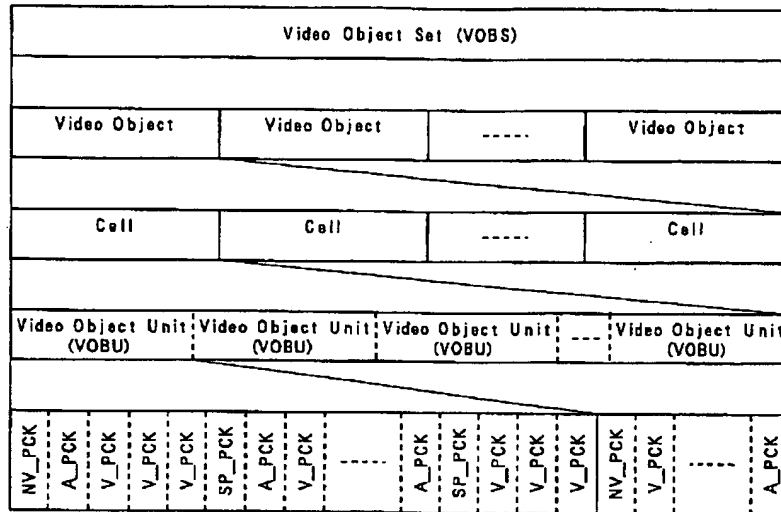 Video Object Set (VOBS)
Video Object Video Object ----- Video Object
Cell Cell ----- Cell
Video Object Unit (VOBU) Video Object Unit (VOBU) Video Object Unit (VOBU) ---- Video Object Unit (VOBU)
NV_PCK A_PCK V_PCK V_PCK V_PCK SP_PCK A_PCK V_PCK ----- A_PCK SP_PCK V_PCK V_PCK V_PCK NV_PCK V_PCK ----- A_PCK